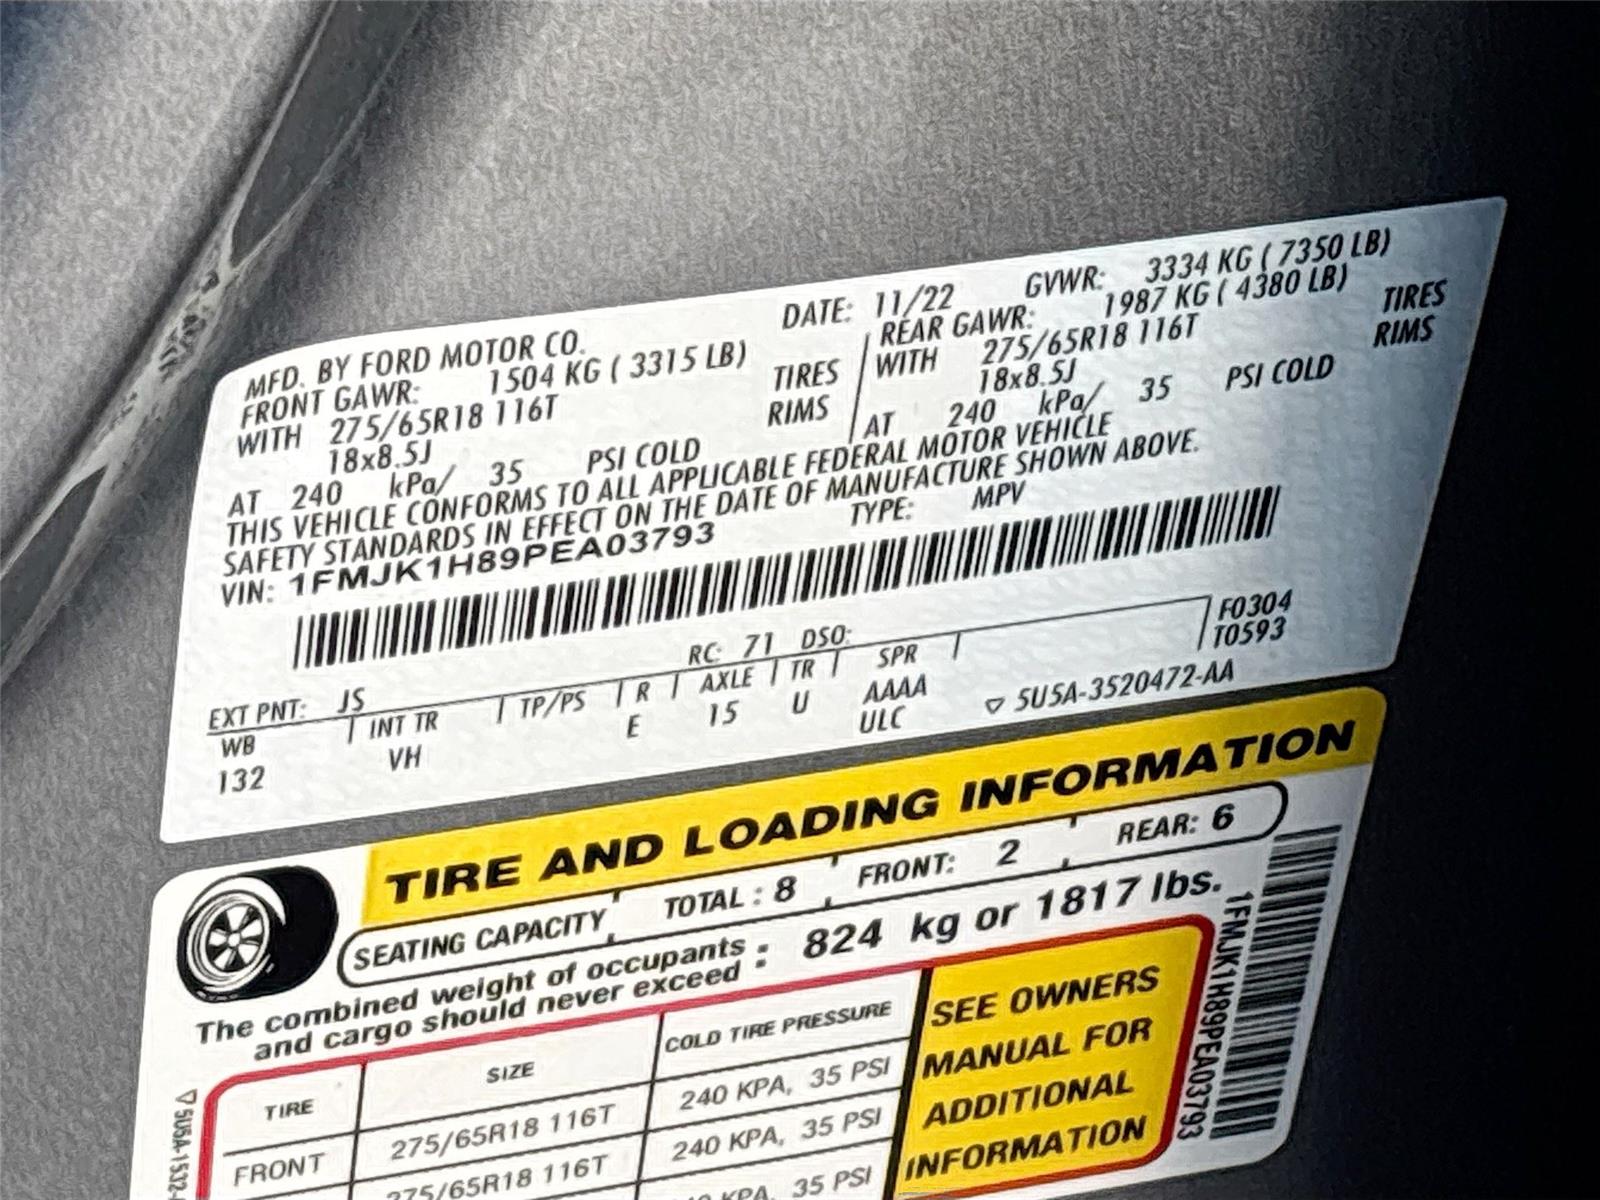 MFD. BY FORD MOTOR CO. DATE: 11/22 GVWR: 3334 KG ( 7350 LB)
FRONT GAWR: 1504 KG ( 3315 LB) REAR GAWR: 1987 KG ( 4380 LB)
WITH 275/65R18 116T TIRES WITH 275/65R18 116T TIRES
18x8.5J RIMS 18x8.5J RIMS
AT 240 kPa/ 35 PSI COLD AT 240 kPa/ 35 PSI COLD
THIS VEHICLE CONFORMS TO ALL APPLICABLE FEDERAL MOTOR VEHICLE
SAFETY STANDARDS IN EFFECT ON THE DATE OF MANUFACTURE SHOWN ABOVE.
VIN: 1FMJK1H89PEA03793 TYPE: MPV
EXT PNT: JS RC: 71 DSO: F0304
WB INT TR TP/PS R AXLE TR SPR T0593
132 VH E 15 U AAAA
ULC
5U5A-3520472-AA
TIRE AND LOADING INFORMATION
SEATING CAPACITY TOTAL : 8 FRONT: 2 REAR: 6
The combined weight of occupants
and cargo should never exceed : 824 kg or 1817 lbs.
TIRE SIZE COLD TIRE PRESSURE
FRONT 275/65R18 116T 240 KPA, 35 PSI
275/65R18 116T 240 KPA, 35 PSI
KPA, 35 PSI
SEE OWNERS
MANUAL FOR
ADDITIONAL
INFORMATION
1FMJK1H89PEA03793
5U5A-1532-